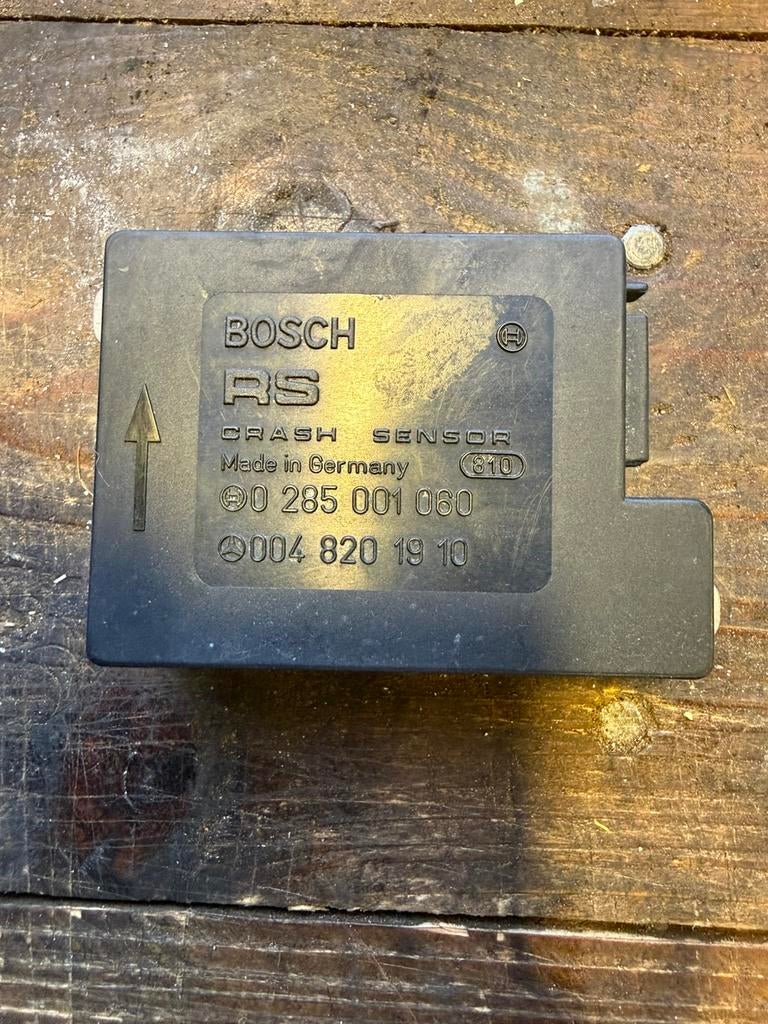 BOSCH
RS
CRASH SENSOR
Made in Germany 810
0 285 001 060
004 820 19 10